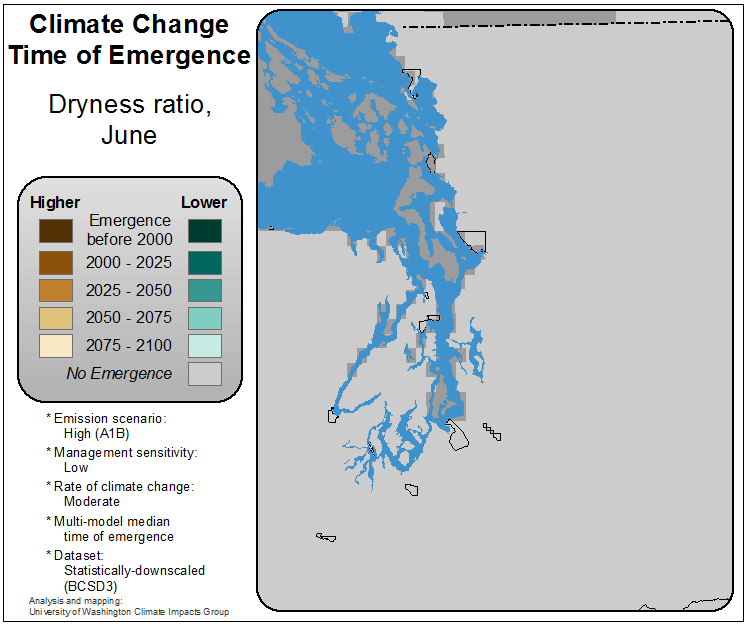 Climate Change
Time of Emergence
Dryness ratio,
June
Higher Lower
Emergence
before 2000
2000 - 2025
2025 - 2050
2050 - 2075
2075 - 2100
No Emergence
* Emission scenario:
High (A1B)
* Management sensitivity:
Low
* Rate of climate change:
Moderate
* Multi-model median
time of emergence
* Dataset:
Statistically-downscaled
(BCSD3)
Analysis and mapping:
University of Washington Climate Impacts Group